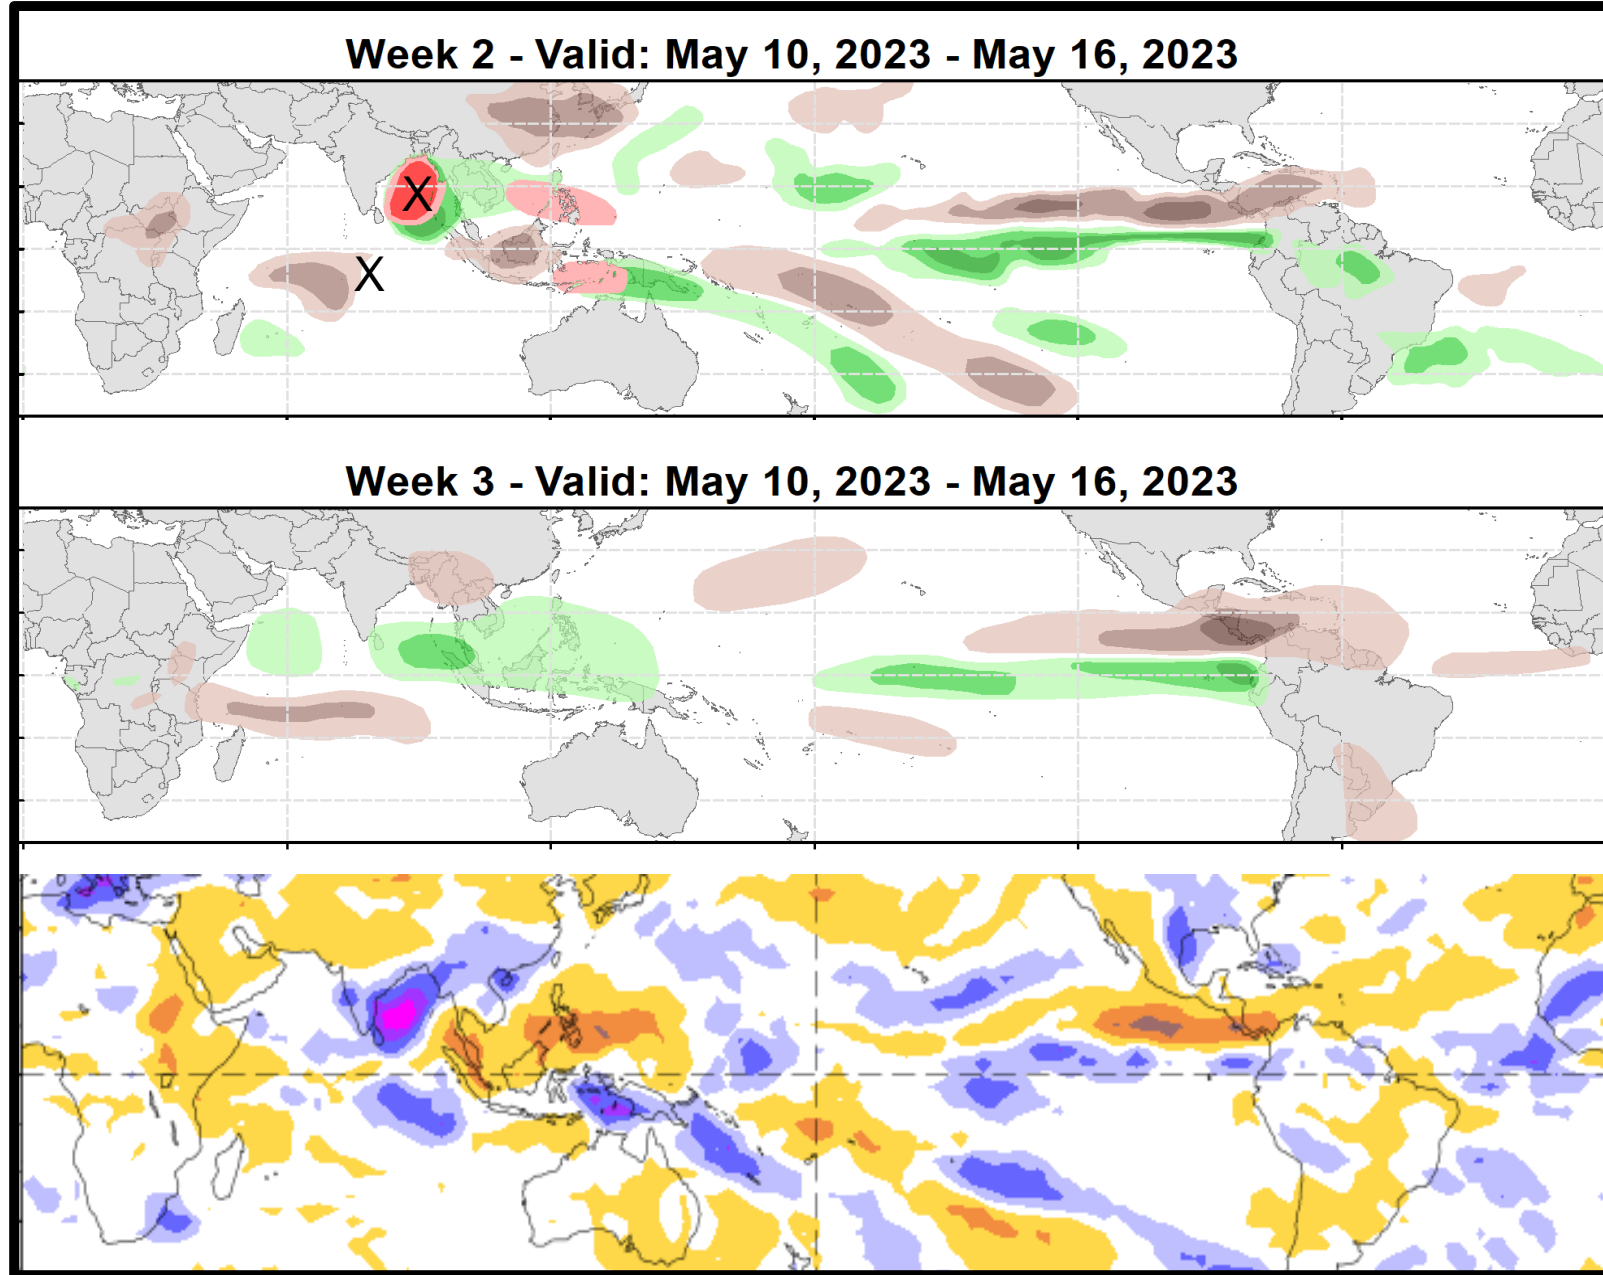 Week 2 - Valid: May 10, 2023 - May 16, 2023
X
X
Week 3 - Valid: May 10, 2023 - May 16, 2023